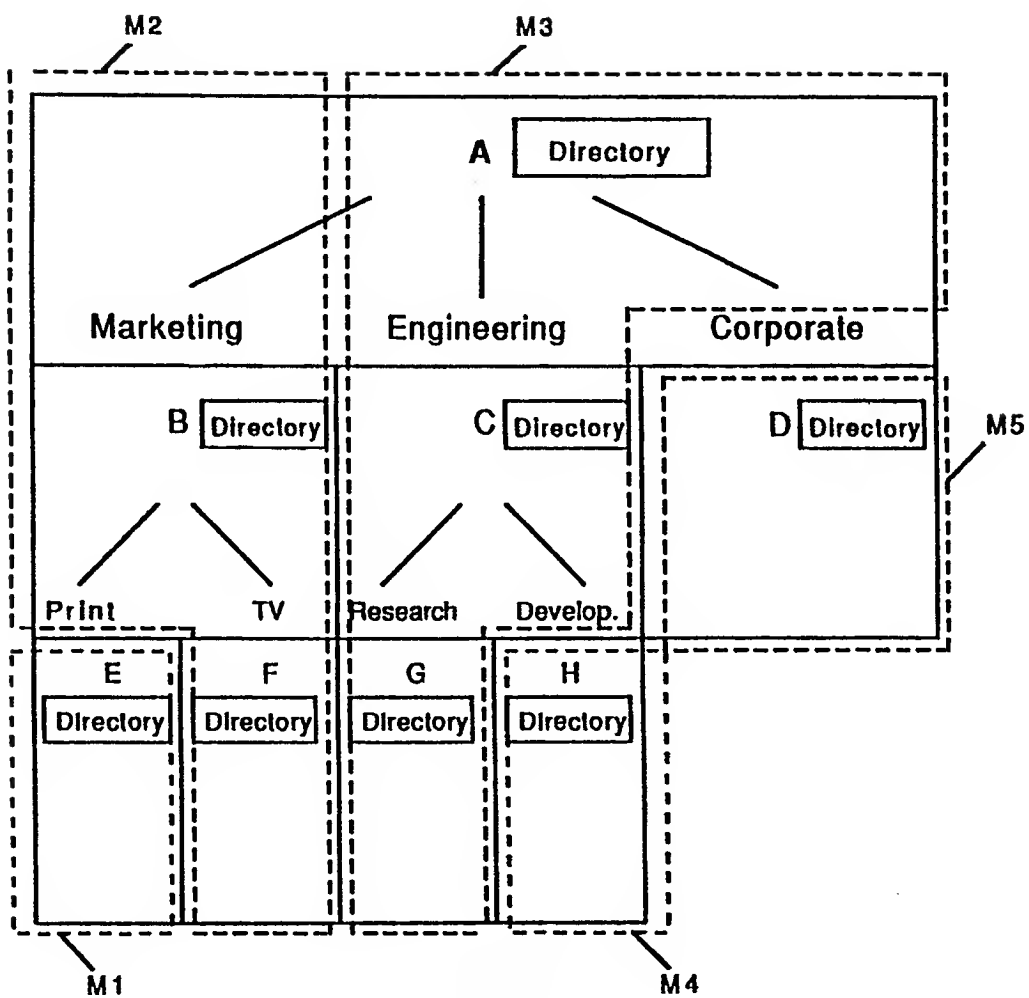 M2 M3
A Directory
Marketing Engineering Corporate
B Directory C Directory D Directory M5
Print TV Research Develop.
E F G H
Directory Directory Directory Directory
M1 M4